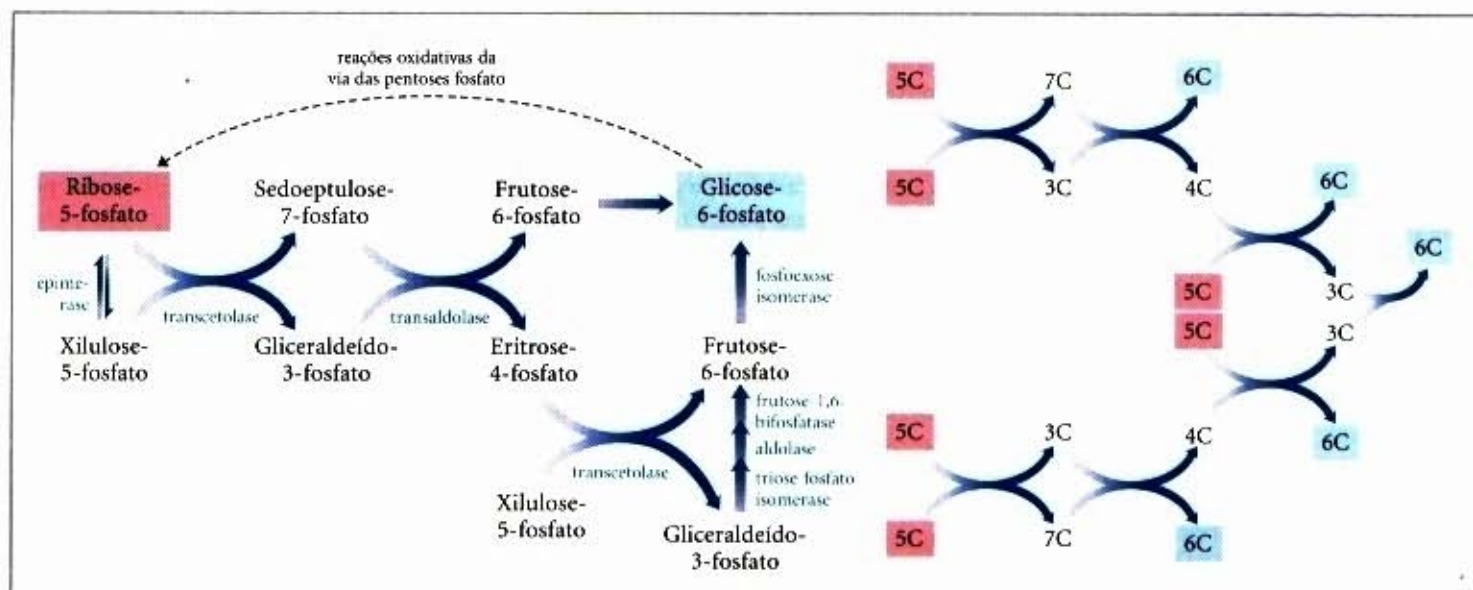 reações oxidativas da
via das pentoses fosfato
Ribose-
5-fosfato
Sedoeptulose-
7-fosfato
Frutose-
6-fosfato
Glicose-
6-fosfato
epime-
rase
transcetolase
transaldolase
fosfoexose
isomerase
Xilulose-
5-fosfato
Gliceraldeído-
3-fosfato
Eritrose-
4-fosfato
Frutose-
6-fosfato
frutose 1,6-
bifosfatase
aldolase
triose fosfato
isomerase
transcetolase
Xilulose-
5-fosfato
Gliceraldeído-
3-fosfato
5C
7C
6C
5C
3C
4C
6C
6C
5C
3C
5C
3C
5C
3C
4C
6C
5C
7C
6C